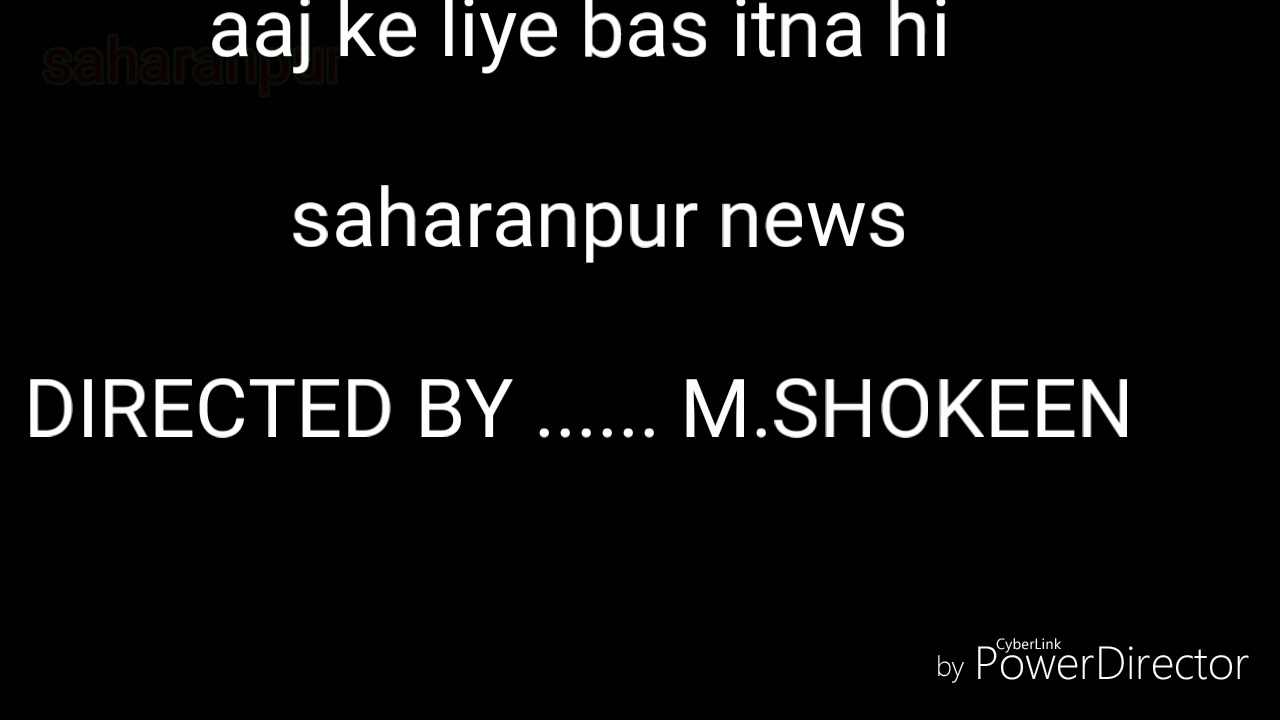 aaj ke liye bas itna hi
saharanpur
saharanpur news
DIRECTED BY ...... M.SHOKEEN
CyberLink
by PowerDirector